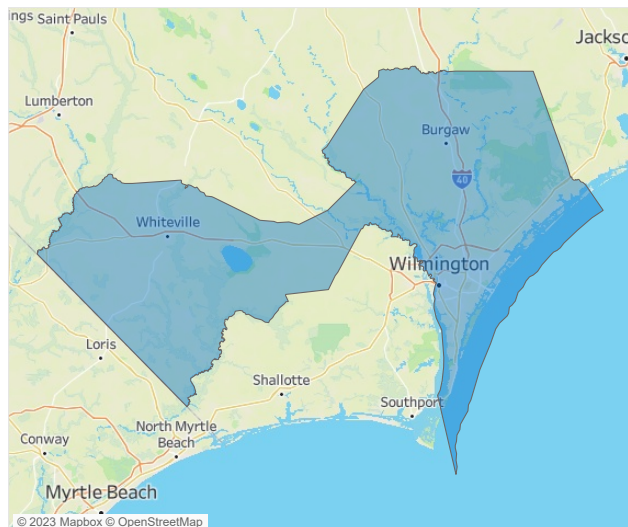 ngs
Saint Pauls
Jackso
Lumberton
Burgaw
40
Whiteville
Wilmington
Loris
Shallotte
Southport
North Myrtle
Beach
Conway
Myrtle Beach
© 2023 Mapbox © OpenStreetMap